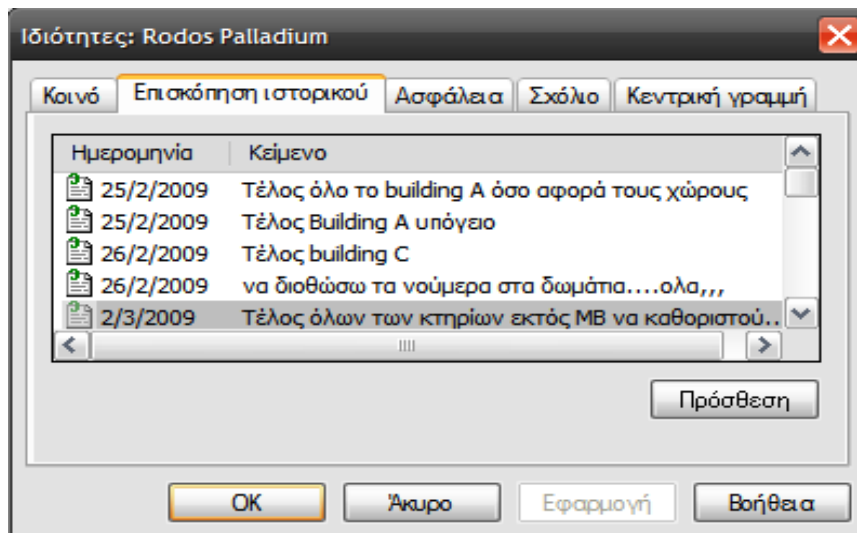 Ιδιότητες: Rodos Palladium
Κοινό Επισκόπηση ιστορικού Ασφάλεια Σχόλιο Κεντρική γραμμή
Ημερομηνία Κείμενο
25/2/2009 Τέλος όλο το building A όσο αφορά τους χώρους
25/2/2009 Τέλος Building A υπόγειο
26/2/2009 Τέλος building C
26/2/2009 να διοθώσω τα νούμερα στα δωμάτια....ολα,,,
2/3/2009 Τέλος όλων των κτηρίων εκτός MB να καθοριστού..
Πρόσθεση
OK Άκυρο Εφαρμογή Βοήθεια